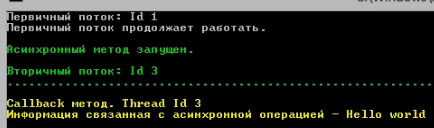 Первичный поток: Id 1
Первичный поток продолжает работать.
Асинхронный метод запущен.
Вторичный поток: Id 3
--------------------------------------------------------------------------------
Callback метод. Thread Id 3
Информация связанная с асинхронной операцией - Hello world